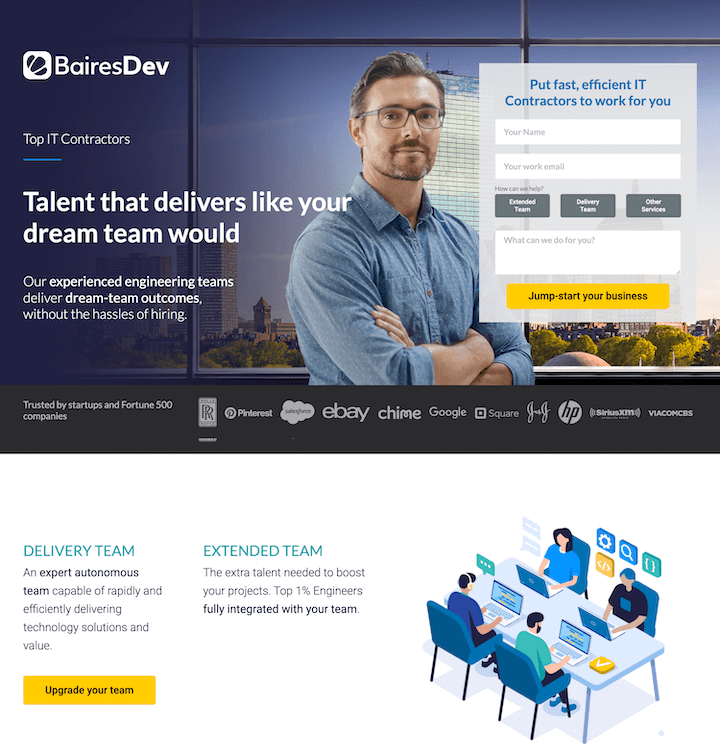 BairesDev
Top IT Contractors
Talent that delivers like your
dream team would
Our experienced engineering teams
deliver dream-team outcomes,
without the hassles of hiring.
Put fast, efficient IT
Contractors to work for you
Your Name
Your work email
How can we help?
Extended
Team
Delivery
Team
Other
Services
What can we do for you?
Jump-start your business
Trusted by startups and Fortune 500
companies
RR
Pinterest
salesforce
ebay
chime
Google
Square
J&J
hp
SiriusXM
VIACOMCBS
DELIVERY TEAM
An expert autonomous
team capable of rapidly and
efficiently delivering
technology solutions and
value.
Upgrade your team
EXTENDED TEAM
The extra talent needed to boost
your projects. Top 1% Engineers
fully integrated with your team.